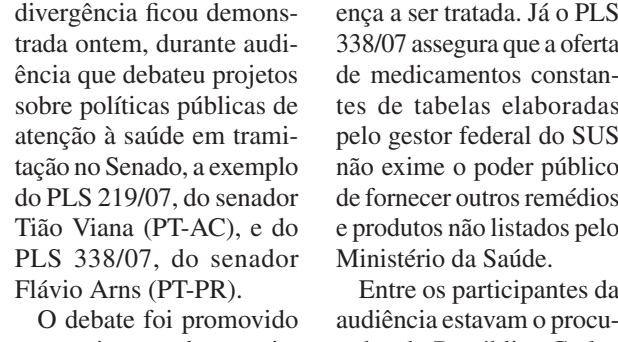 divergência ficou demons-
trada ontem, durante audi-
ência que debateu projetos
sobre políticas públicas de
atenção à saúde em trami-
tação no Senado, a exemplo
do PLS 219/07, do senador
Tião Viana (PT-AC), e do
PLS 338/07, do senador
Flávio Arns (PT-PR).
O debate foi promovido
ença a ser tratada. Já o PLS
338/07 assegura que a oferta
de medicamentos constan-
tes de tabelas elaboradas
pelo gestor federal do SUS
não exime o poder público
de fornecer outros remédios
e produtos não listados pelo
Ministério da Saúde.
Entre os participantes da
audiência estavam o procu-